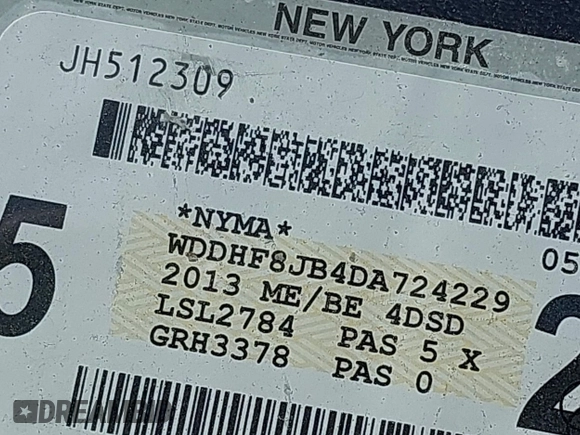 NEW YORK
JH512309
*NYMA*
05
WDDHF8JB4DA724229
2013 ME/BE 4DSD
LSL2784 PAS 5 X
GRH3378 PAS 0
5
2
DREAMBID